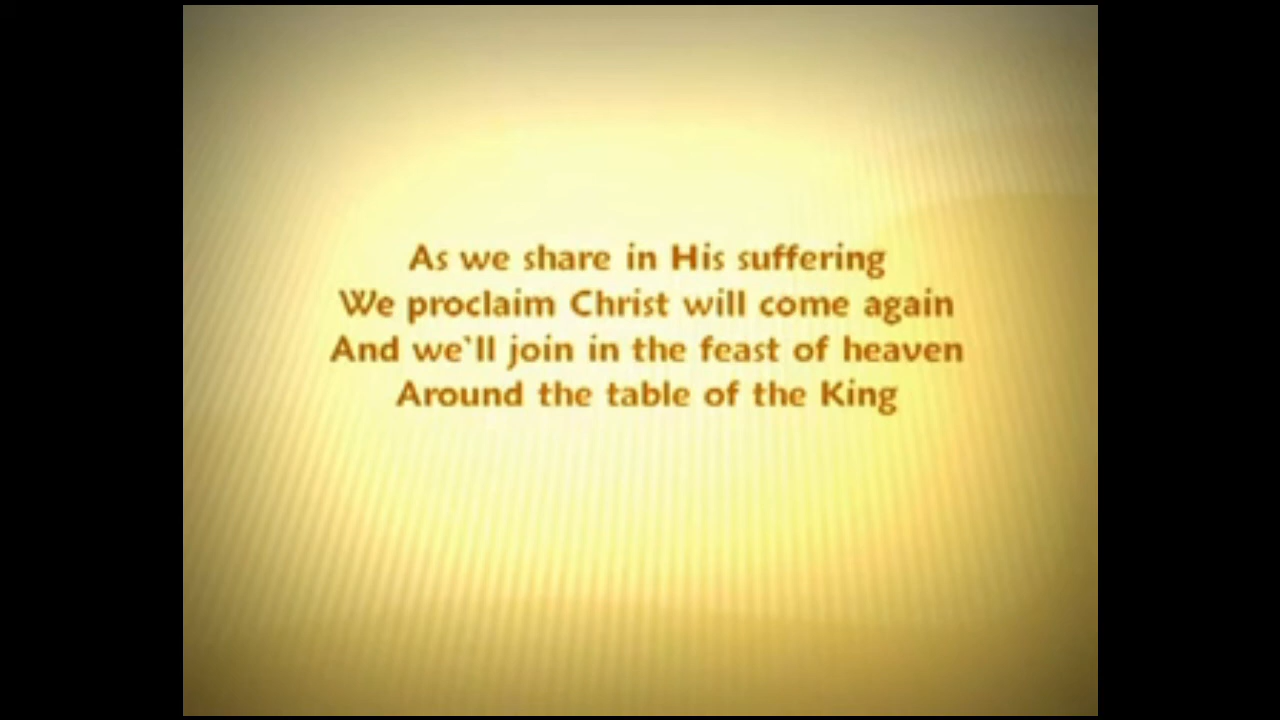 As we share in His suffering
We proclaim Christ will come again
And we`ll join in the feast of heaven
Around the table of the King